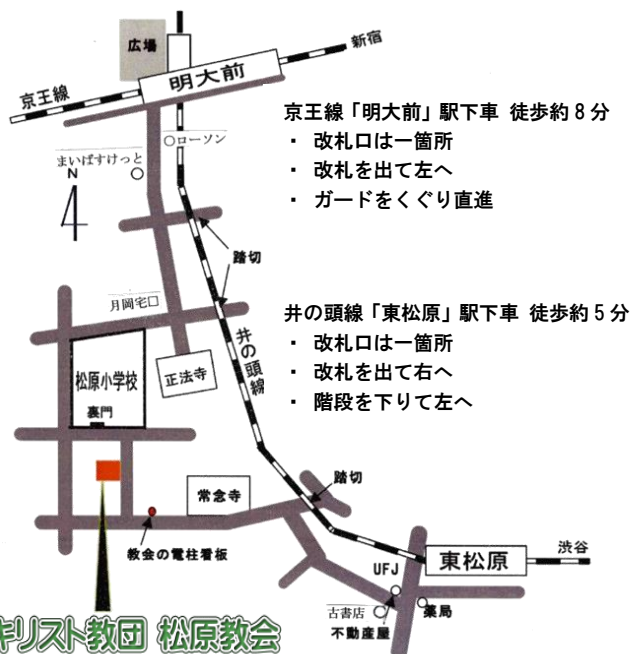 広場
新宿
明大前
京王線
ローソン
まいばすけっと
N
京王線「明大前」駅下車 徒歩約8分
・ 改札口は一箇所
・ 改札を出て左へ
・ ガードをくぐり直進
踏切
月岡宅
井の頭線「東松原」駅下車 徒歩約5分
・ 改札口は一箇所
・ 改札を出て右へ
・ 階段を下りて左へ
井の頭線
松原小学校
裏門
正法寺
常念寺
踏切
教会の電柱看板
東松原
渋谷
UFJ
薬局
古書店
不動産屋
キリスト教団 松原教会